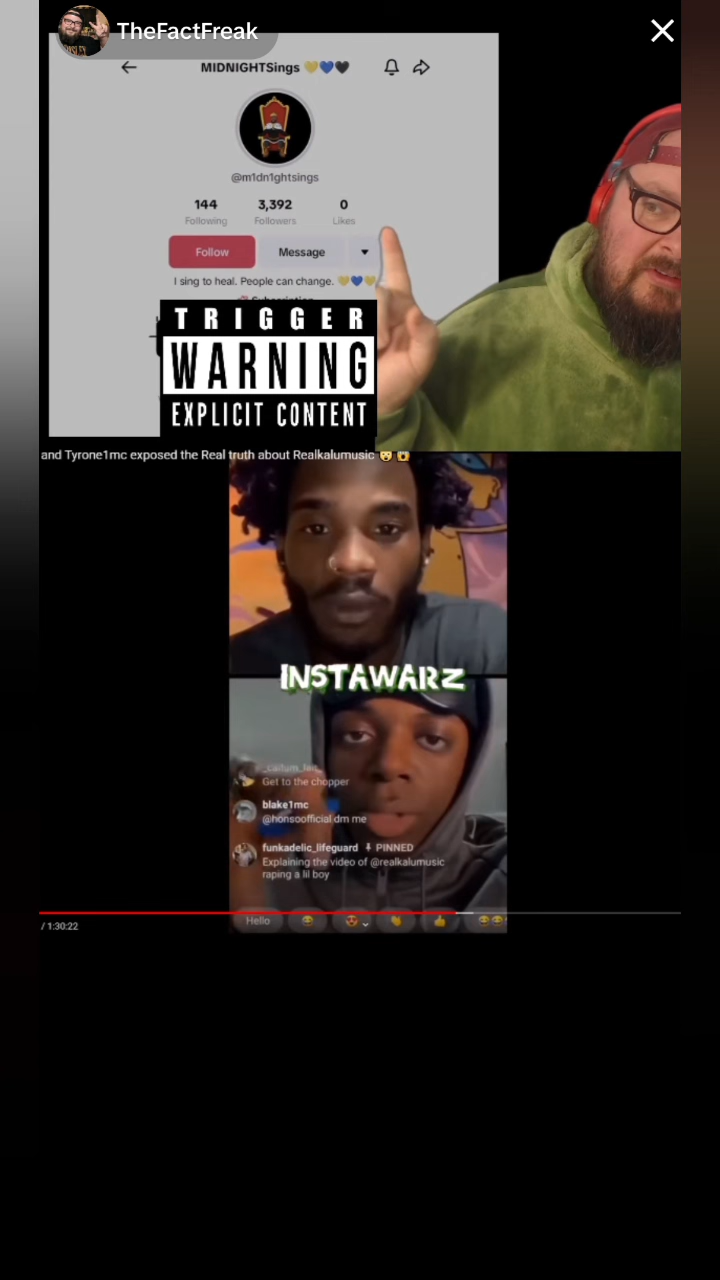 TheFactFreak
MIDNIGHTSings 💛💙🖤
@m1dn1ghtsings
144
3,392
0
Following
Followers
Likes
Follow
Message
I sing to heal. People can change. 💛💙💛
Subscription
TRIGGER
WARNING
EXPLICIT CONTENT
and Tyrone1mc exposed the Real truth about Realkalumusic 😲😱
INSTAWARZ
Get to the chopper
blake1mc
@honsoofficial dm me
funkadelic_lifeguard 📌 PINNED
Explaining the video of @realkalumusic
raping a lil boy
Hello 😂 😍 👏 👍 😂😂
/ 1:30:22